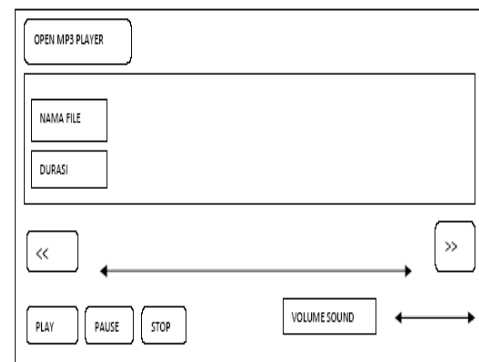 OPEN MP3 PLAYER
NAMA FILE
DURASI
<<
>>
PLAY
PAUSE
STOP
VOLUME SOUND